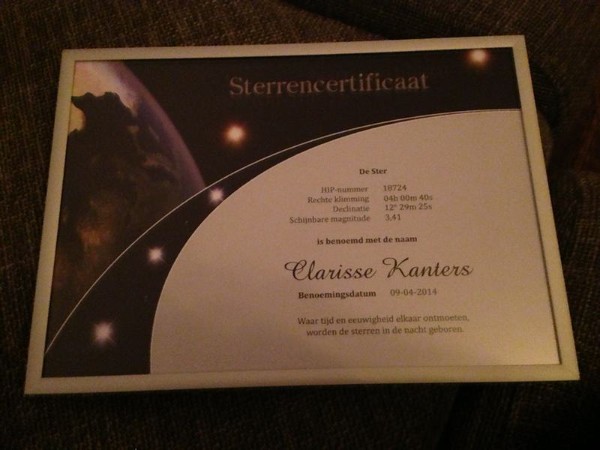 Sterrencertificaat
De Ster
HIP-nummer 18724
Rechte klimming 04h 00m 40s
Declinatie 12° 29m 25s
Schijnbare magnitude 3,41
is benoemd met de naam
Clarisse Kanters
Benoemingsdatum 09-04-2014
Waar tijd en eeuwigheid elkaar ontmoeten,
worden de sterren in de nacht geboren.